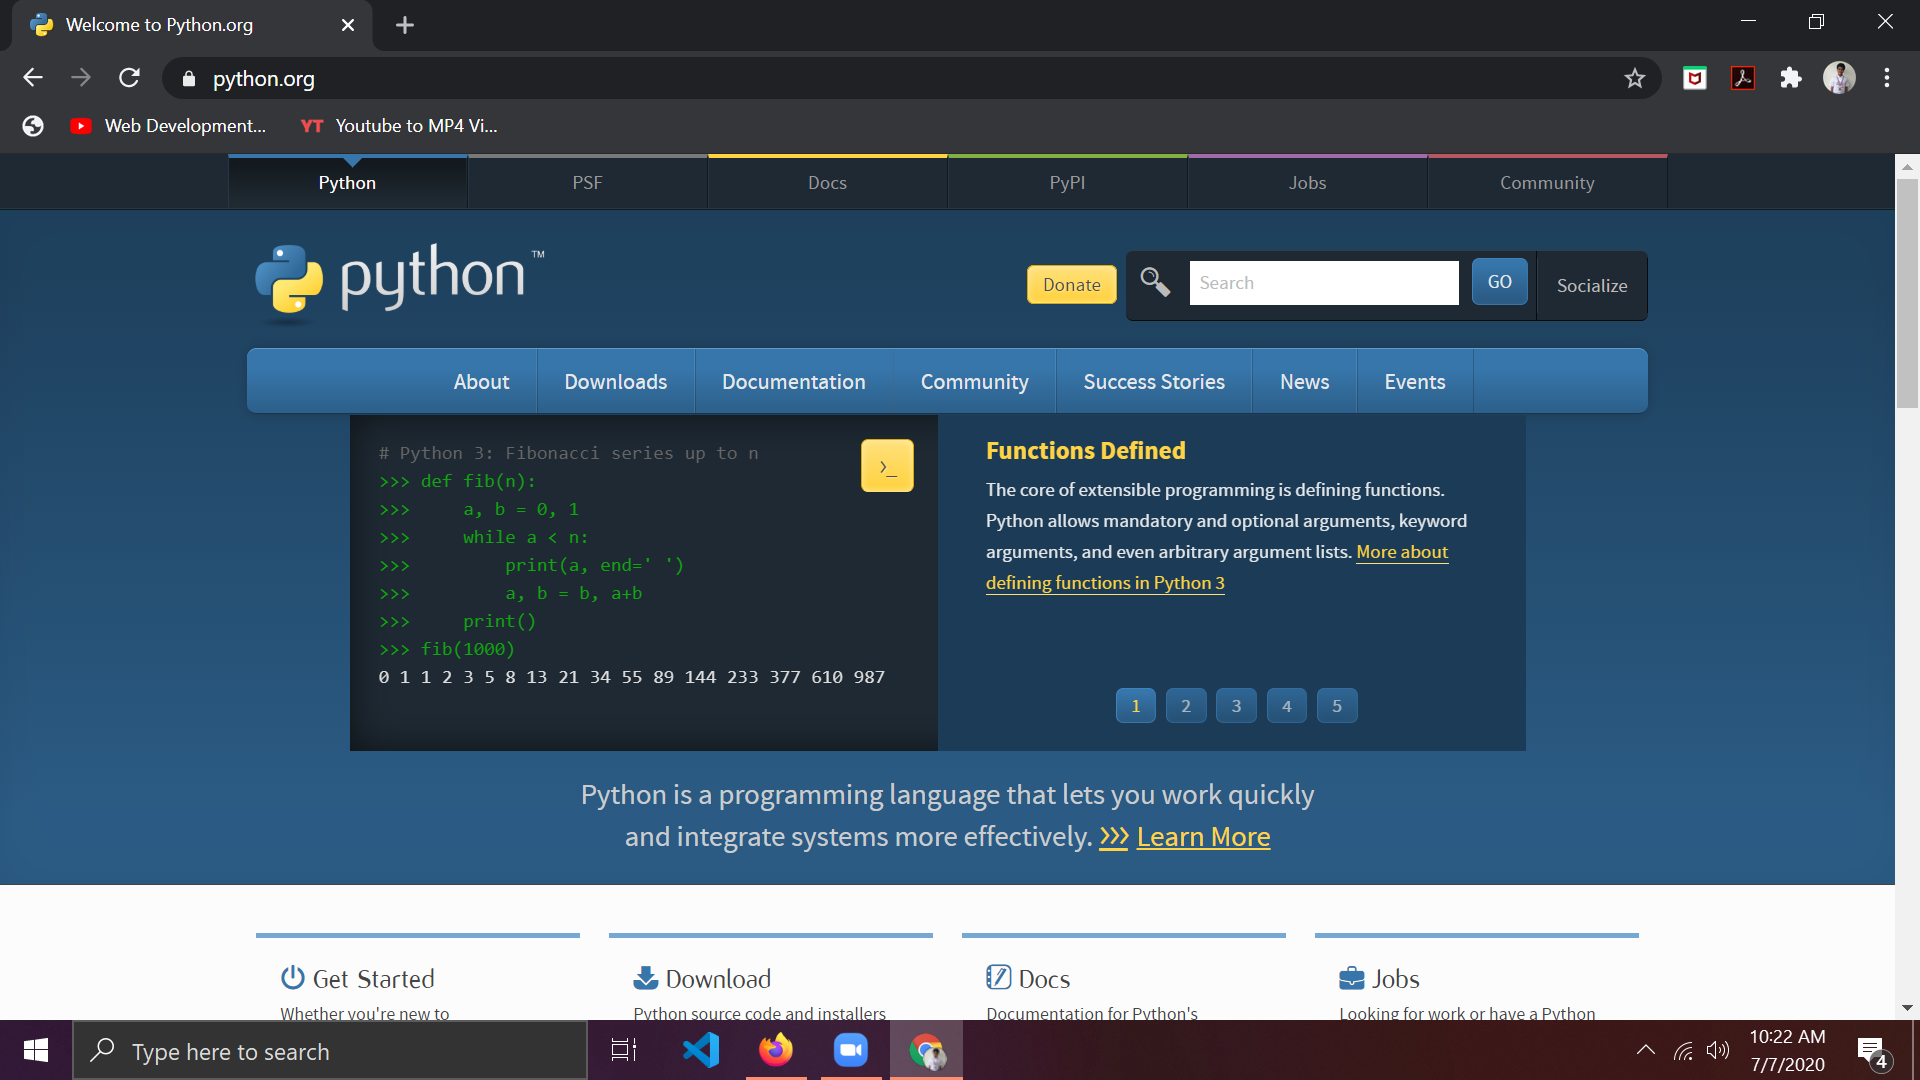 Welcome to Python.org
python.org
Web Development...
YT Youtube to MP4 Vi...
Python PSF Docs PyPI Jobs Community
python™
Donate Search GO Socialize
About Downloads Documentation Community Success Stories News Events
# Python 3: Fibonacci series up to n
>>> def fib(n):
>>>     a, b = 0, 1
>>>     while a < n:
>>>         print(a, end=' ')
>>>         a, b = b, a+b
>>>     print()
>>> fib(1000)
0 1 1 2 3 5 8 13 21 34 55 89 144 233 377 610 987
>_
Functions Defined
The core of extensible programming is defining functions.
Python allows mandatory and optional arguments, keyword
arguments, and even arbitrary argument lists. More about
defining functions in Python 3
1 2 3 4 5
Python is a programming language that lets you work quickly
and integrate systems more effectively. >>> Learn More
Get Started
Whether you're new to
Download
Python source code and installers
Docs
Documentation for Python's
Jobs
Looking for work or have a Python
Type here to search
10:22 AM
7/7/2020
4